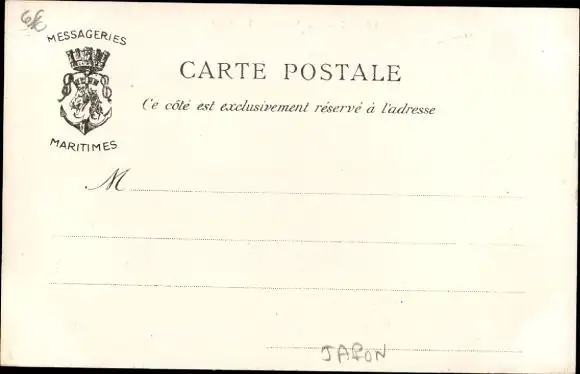 MESSAGERIES
MARITIMES
CARTE POSTALE
Ce côté est exclusivement réservé à l'adresse
M
JAPON